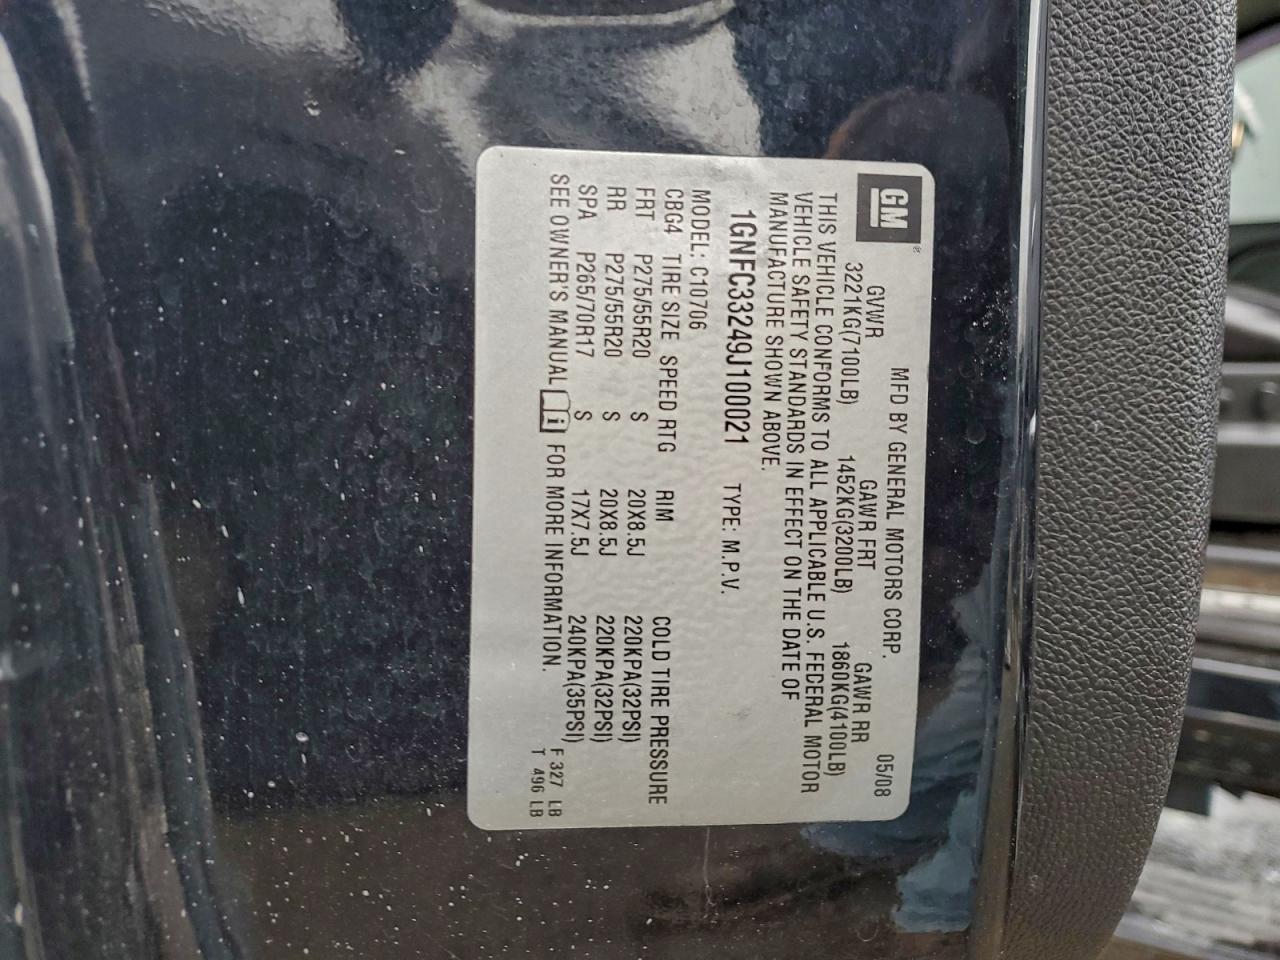 GM®
MFD BY GENERAL MOTORS CORP. 05/08
GVWR GAWR FRT GAWR RR
3221KG(7100LB) 1452KG(3200LB) 1860KG(4100LB)
THIS VEHICLE CONFORMS TO ALL APPLICABLE U.S. FEDERAL MOTOR
VEHICLE SAFETY STANDARDS IN EFFECT ON THE DATE OF
MANUFACTURE SHOWN ABOVE.
1GNFC33249J100021 TYPE: M.P.V.
MODEL: C10706
CBG4 TIRE SIZE SPEED RTG RIM COLD TIRE PRESSURE
FRT P275/55R20 S 20X8.5J 220KPA(32PSI)
RR P275/55R20 S 20X8.5J 220KPA(32PSI)
SPA P265/70R17 S 17X7.5J 240KPA(35PSI)
SEE OWNER'S MANUAL i FOR MORE INFORMATION.
F 327 LB
T 496 LB